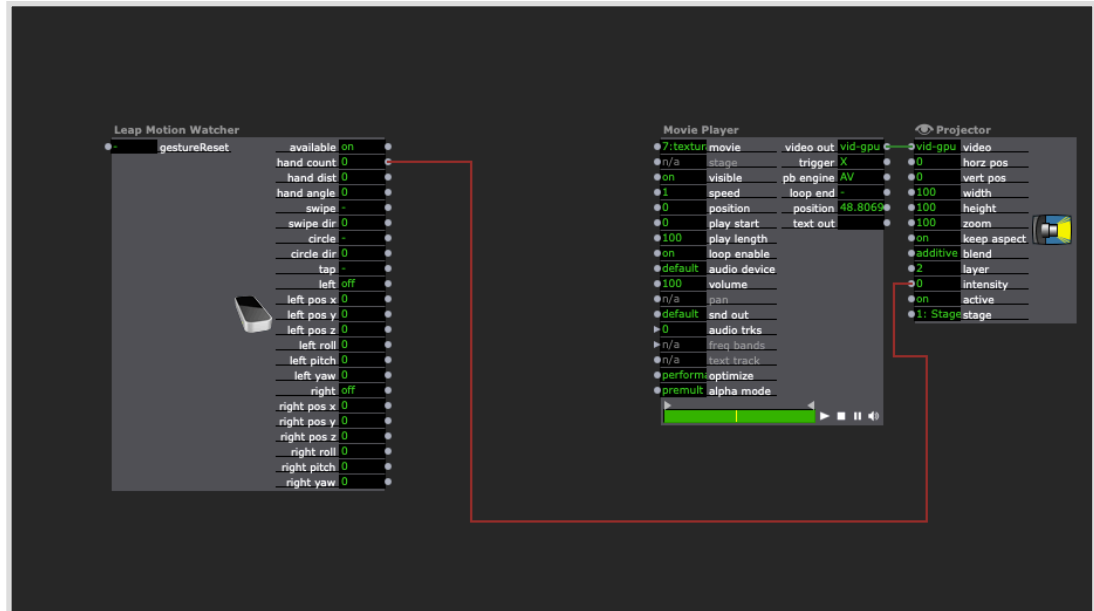 Leap Motion Watcher
- gestureReset
available on
hand count 0
hand dist 0
hand angle 0
swipe -
swipe dir 0
circle -
circle dir 0
tap -
left off
left pos x 0
left pos y 0
left pos z 0
left roll 0
left pitch 0
left yaw 0
right off
right pos x 0
right pos y 0
right pos z 0
right roll 0
right pitch 0
right yaw 0
Movie Player
7:textur movie video out vid-gpu
n/a stage trigger X
on visible pb engine AV
1 speed loop end -
0 position position 48.8069
0 play start text out
100 play length
on loop enable
default audio device
100 volume
n/a pan
default snd out
0 audio trks
n/a freq bands
n/a text track
performa optimize
premult alpha mode
Projector
vid-gpu video
0 horz pos
0 vert pos
100 width
100 height
100 zoom
on keep aspect
additive blend
2 layer
0 intensity
on active
1: Stage stage